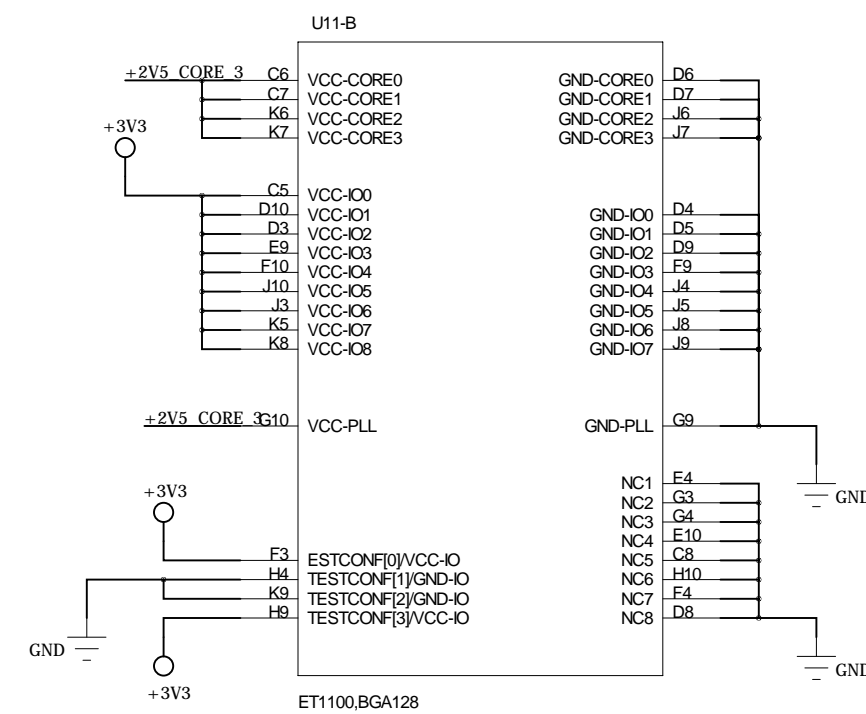 U11-B
+2V5_CORE_3 C6 VCC-CORE0 GND-CORE0 D6
C7 VCC-CORE1 GND-CORE1 D7
K6 VCC-CORE2 GND-CORE2 J6
K7 VCC-CORE3 GND-CORE3 J7
+3V3
C5 VCC-IO0
D10 VCC-IO1 GND-IO0 D4
D3 VCC-IO2 GND-IO1 D5
E9 VCC-IO3 GND-IO2 D9
F10 VCC-IO4 GND-IO3 F9
J10 VCC-IO5 GND-IO4 J4
J3 VCC-IO6 GND-IO5 J5
K5 VCC-IO7 GND-IO6 J8
K8 VCC-IO8 GND-IO7 J9
+2V5_CORE_3 G10 VCC-PLL GND-PLL G9
GND
+3V3
NC1 E4
NC2 G3
NC3 G4
NC4 E10
F3 ESTCONF[0]/VCC-IO NC5 C8
H4 TESTCONF[1]/GND-IO NC6 H10
K9 TESTCONF[2]/GND-IO NC7 F4
H9 TESTCONF[3]/VCC-IO NC8 D8
GND
GND
+3V3
ET1100,BGA128